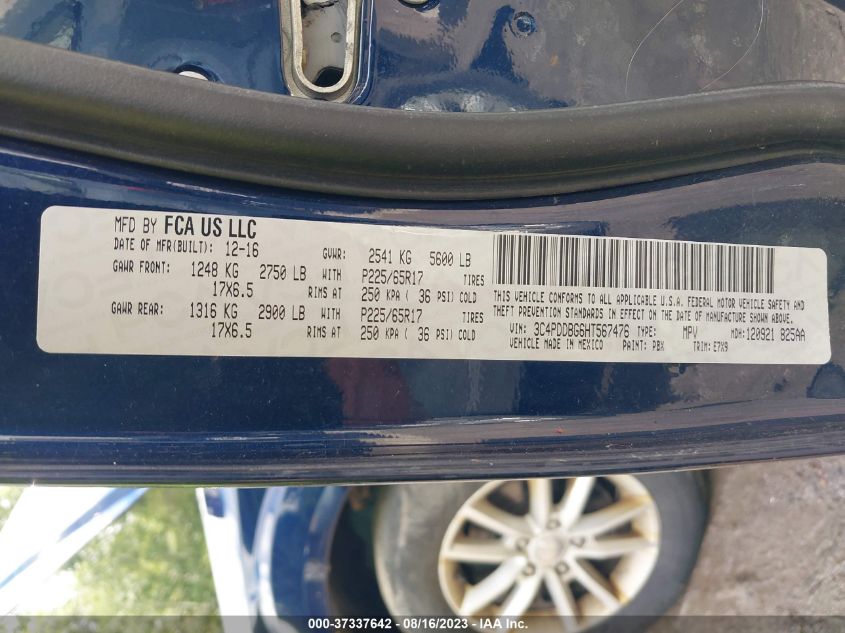 MFD BY FCA US LLC
DATE OF MFR(BUILT): 12-16 GVWR: 2541 KG 5600 LB
GAWR FRONT: 1248 KG 2750 LB WITH P225/65R17 TIRES
17X6.5 RIMS AT 250 KPA ( 36 PSI) COLD
GAWR REAR: 1316 KG 2900 LB WITH P225/65R17 TIRES
17X6.5 RIMS AT 250 KPA ( 36 PSI) COLD
THIS VEHICLE CONFORMS TO ALL APPLICABLE U.S.A. FEDERAL MOTOR VEHICLE SAFETY AND
THEFT PREVENTION STANDARDS IN EFFECT ON THE DATE OF MANUFACTURE SHOWN ABOVE.
VIN: 3C4PDDBG6HT567476 TYPE: MPV MDH: 120921 825AA
VEHICLE MADE IN MEXICO PAINT: PBX TRIM: E7X9
000-37337642 - 08/16/2023 - IAA Inc.